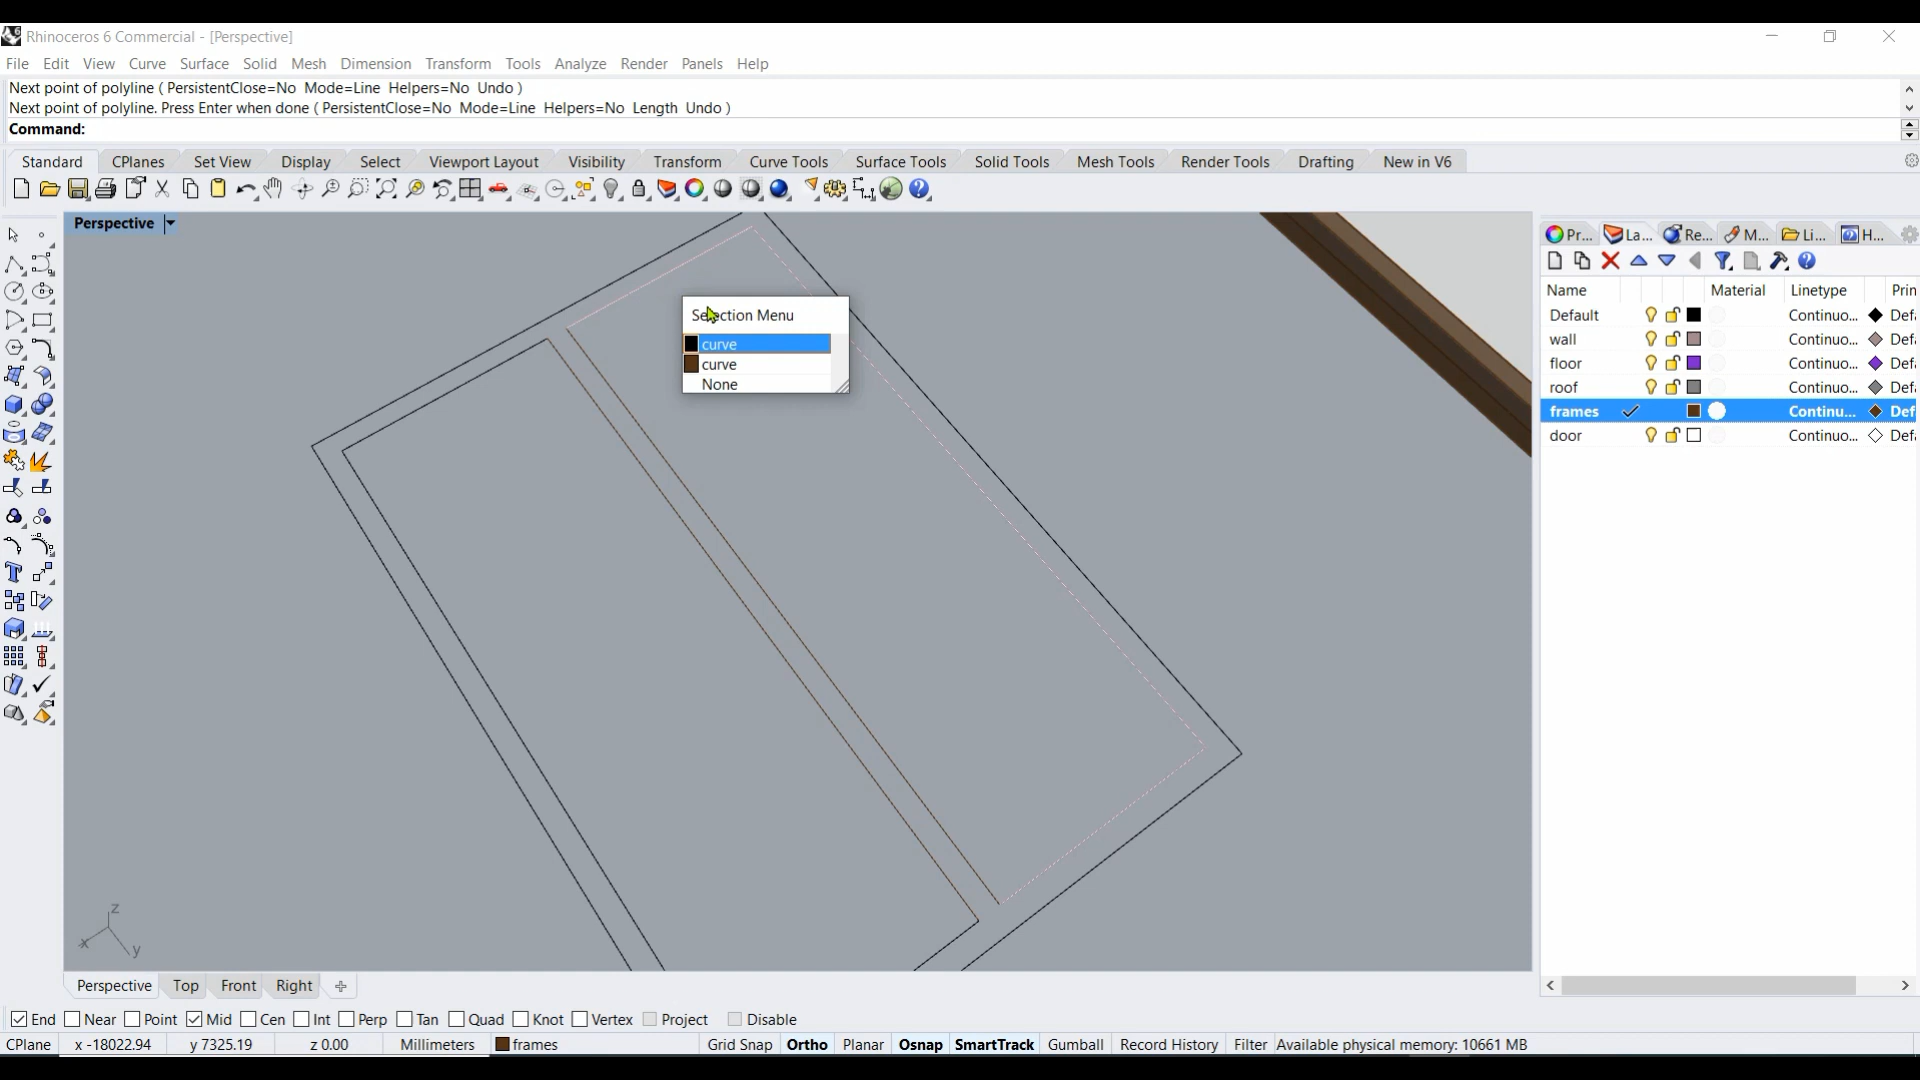 Rhinoceros 6 Commercial - [Perspective]
File Edit View Curve Surface Solid Mesh Dimension Transform Tools Analyze Render Panels Help
Next point of polyline ( PersistentClose=No Mode=Line Helpers=No Undo )
Next point of polyline. Press Enter when done ( PersistentClose=No Mode=Line Helpers=No Length Undo )
Command:
Standard CPlanes Set View Display Select Viewport Layout Visibility Transform Curve Tools Surface Tools Solid Tools Mesh Tools Render Tools Drafting New in V6
Perspective
Pr... La... Re... M... Li... H...
Name Material Linetype Prin
Default Continuo... Def
wall Continuo... Def
floor Continuo... Def
roof Continuo... Def
frames Continu... Def
door Continuo... Def
Selection Menu
curve
curve
None
z
x y
Perspective Top Front Right
End Near Point Mid Cen Int Perp Tan Quad Knot Vertex Project Disable
CPlane x -18022.94 y 7325.19 z 0.00 Millimeters frames Grid Snap Ortho Planar Osnap SmartTrack Gumball Record History Filter Available physical memory: 10661 MB